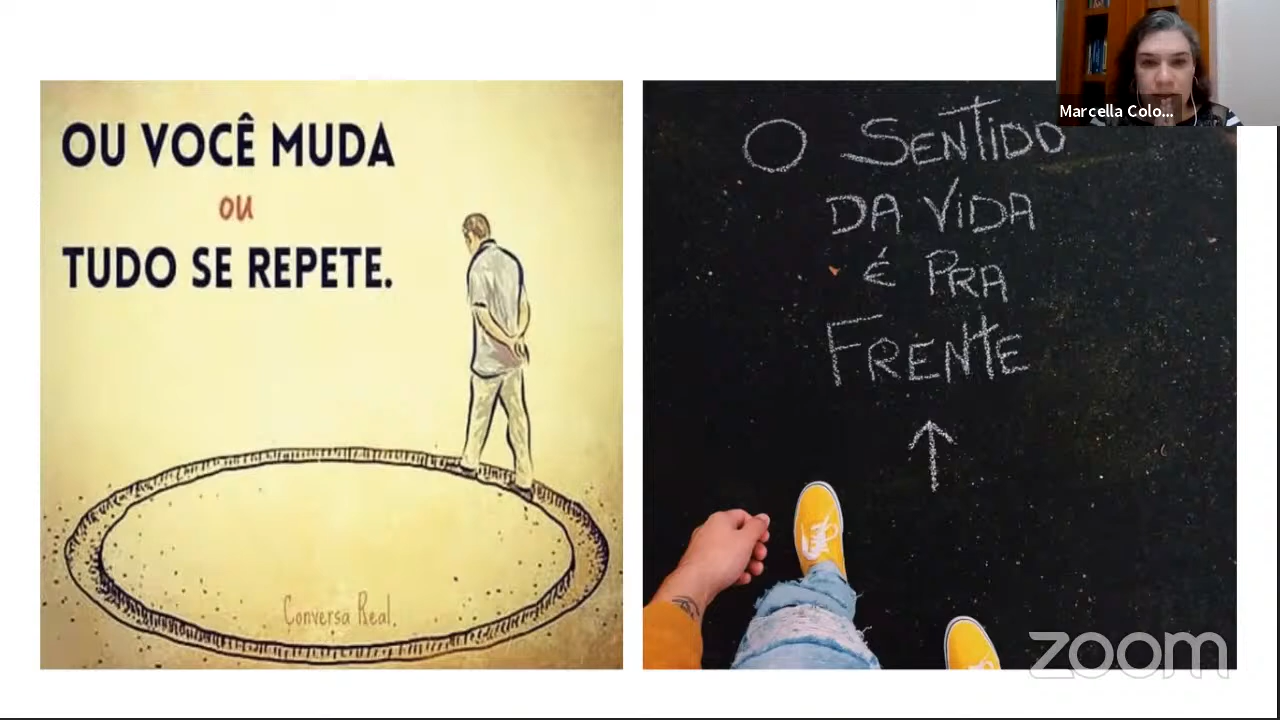 OU VOCÊ MUDA
OU
TUDO SE REPETE.
Conversa Real.
O SENTIDO
DA VIDA
É PRA
FRENTE
Marcella Colo...
zoom